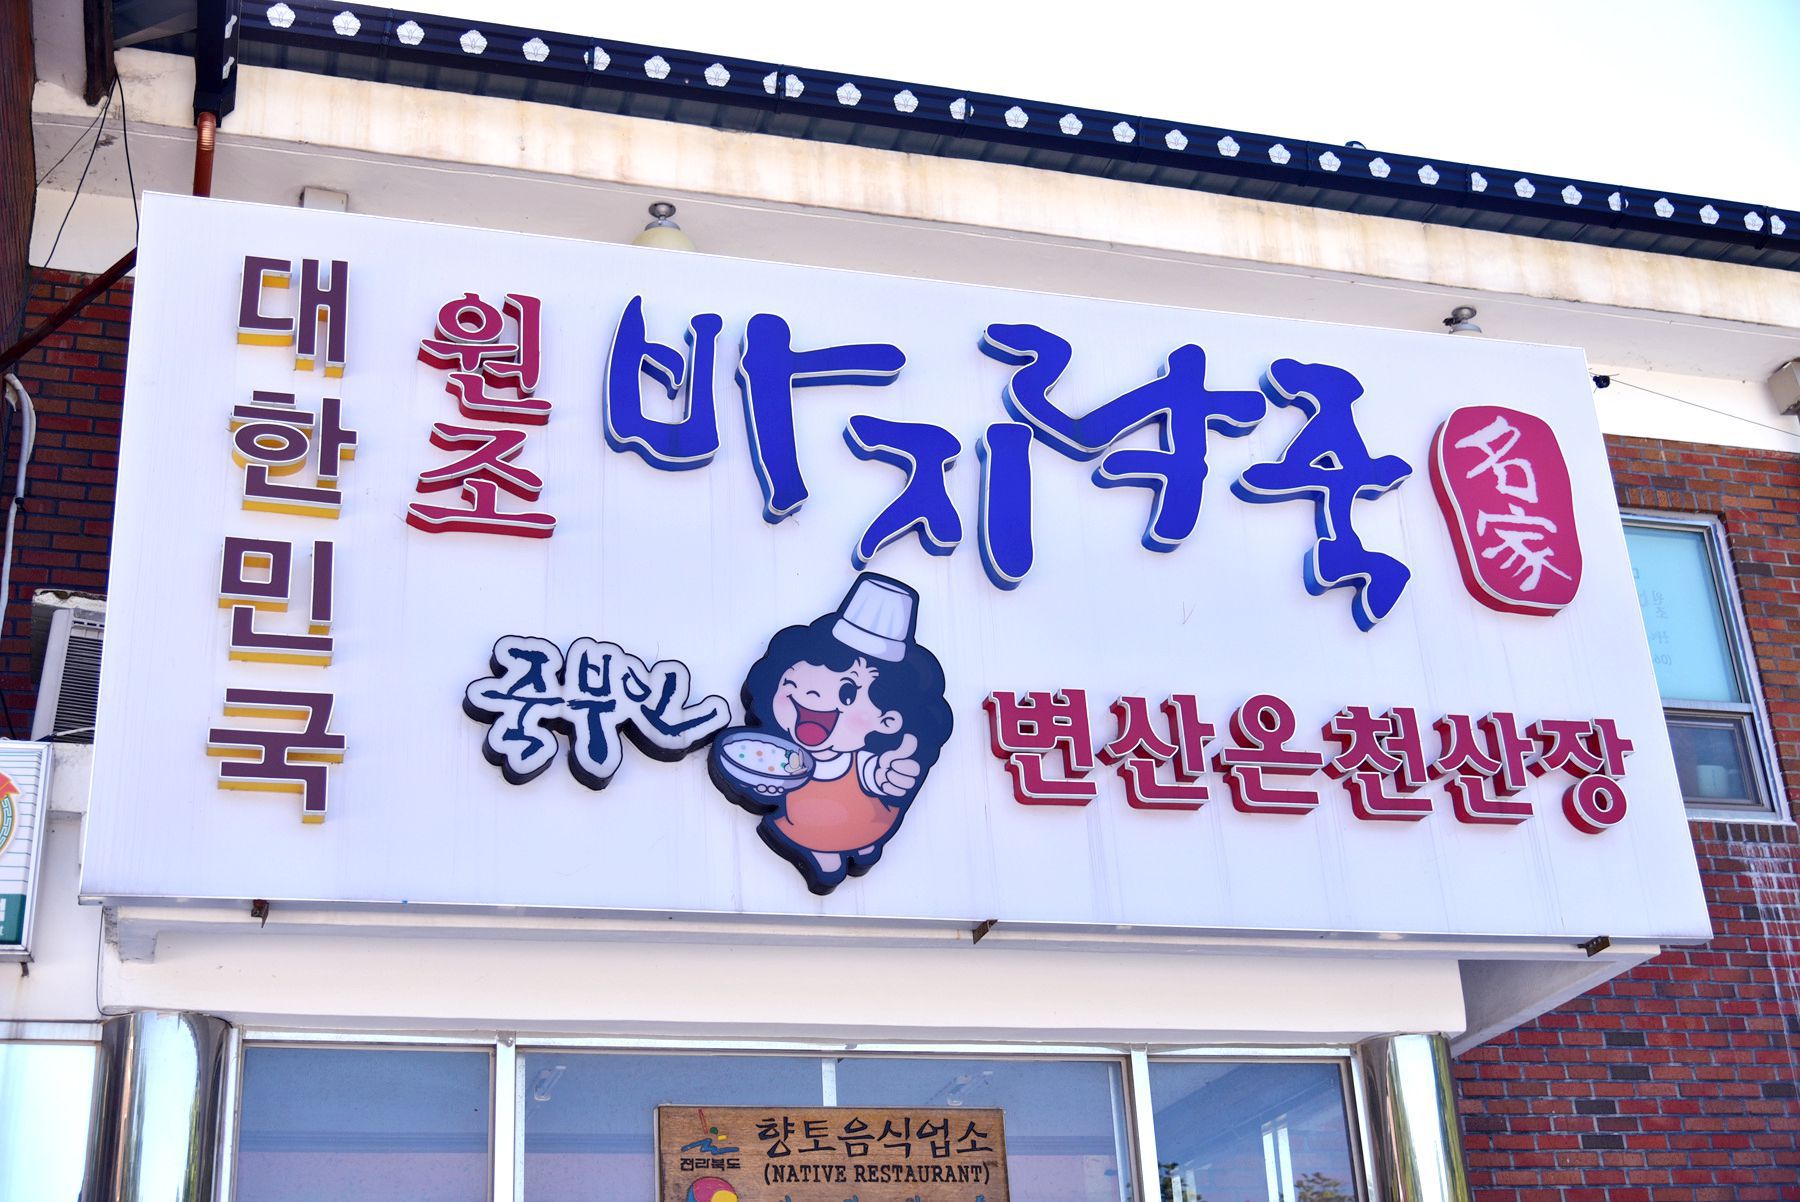 대한민국
원조
바지락죽
名家
죽부인
변산온천산장
향토음식업소
전라북도
(NATIVE RESTAURANT)